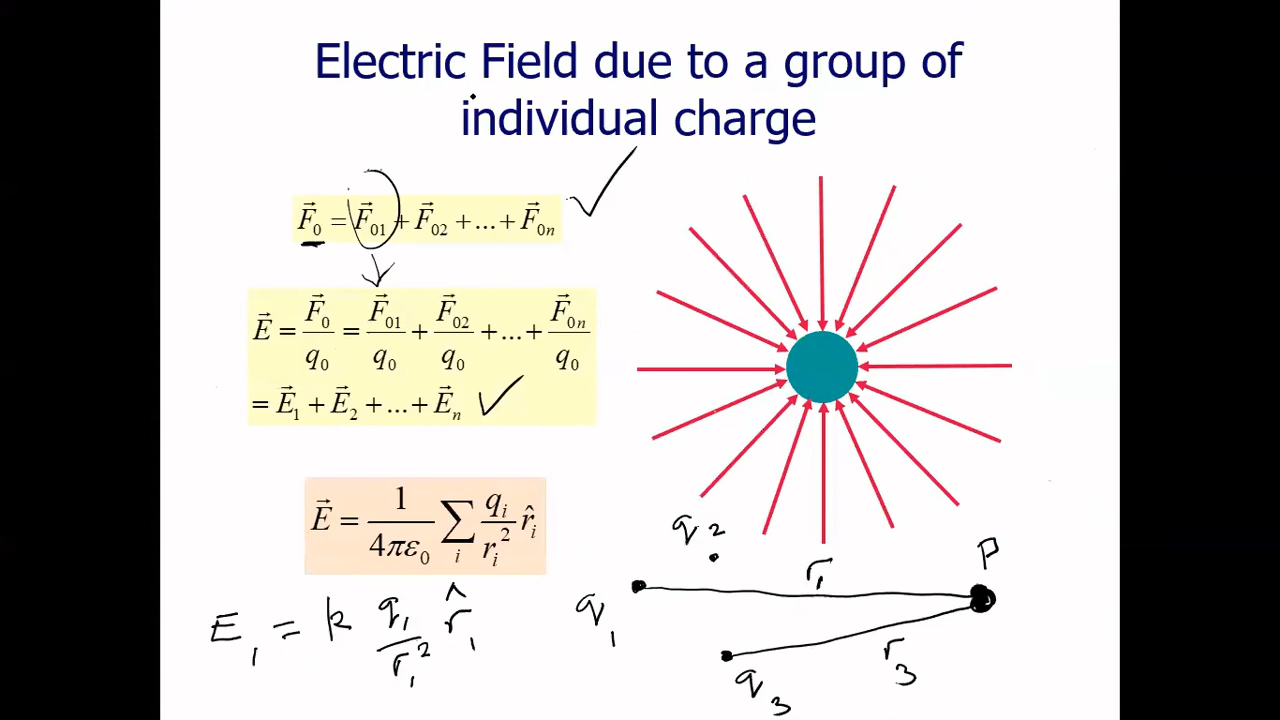 Electric Field due to a group of
individual charge
F⃗₀ = F⃗₀₁ + F⃗₀₂ + ... + F⃗₀ₙ
E⃗ = F⃗₀/q₀ = F⃗₀₁/q₀ + F⃗₀₂/q₀ + ... + F⃗₀ₙ/q₀
= E⃗₁ + E⃗₂ + ... + E⃗ₙ
E⃗ = 1/4πε₀ ∑ᵢ qᵢ/rᵢ² r̂ᵢ
E₁ = k q₁/r₁² r̂₁
q₂
P
r₁
q₁
r₃
q₃